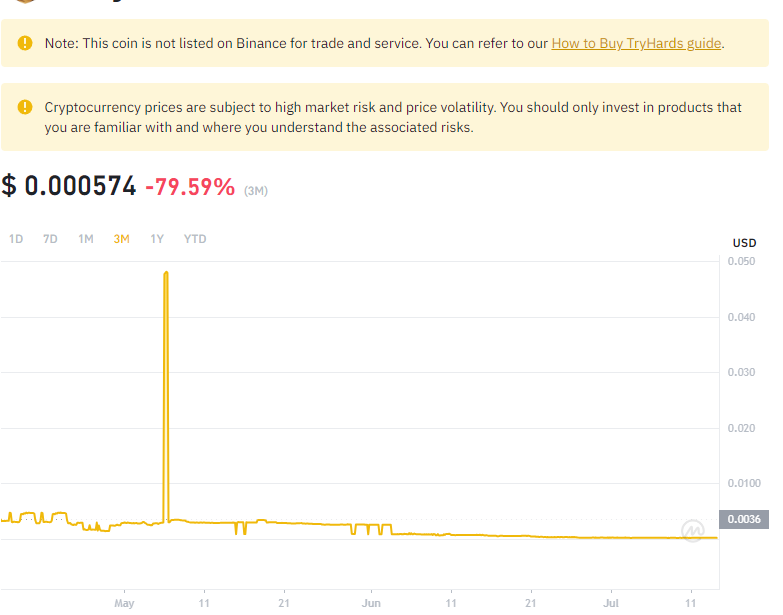 Note: This coin is not listed on Binance for trade and service. You can refer to our How to Buy TryHards guide.
Cryptocurrency prices are subject to high market risk and price volatility. You should only invest in products that
you are familiar with and where you understand the associated risks.
$ 0.000574 -79.59% (3M)
1D 7D 1M 3M 1Y YTD
USD
0.050
0.040
0.030
0.020
0.0100
0.0036
May 11 21 Jun 11 21 Jul 11